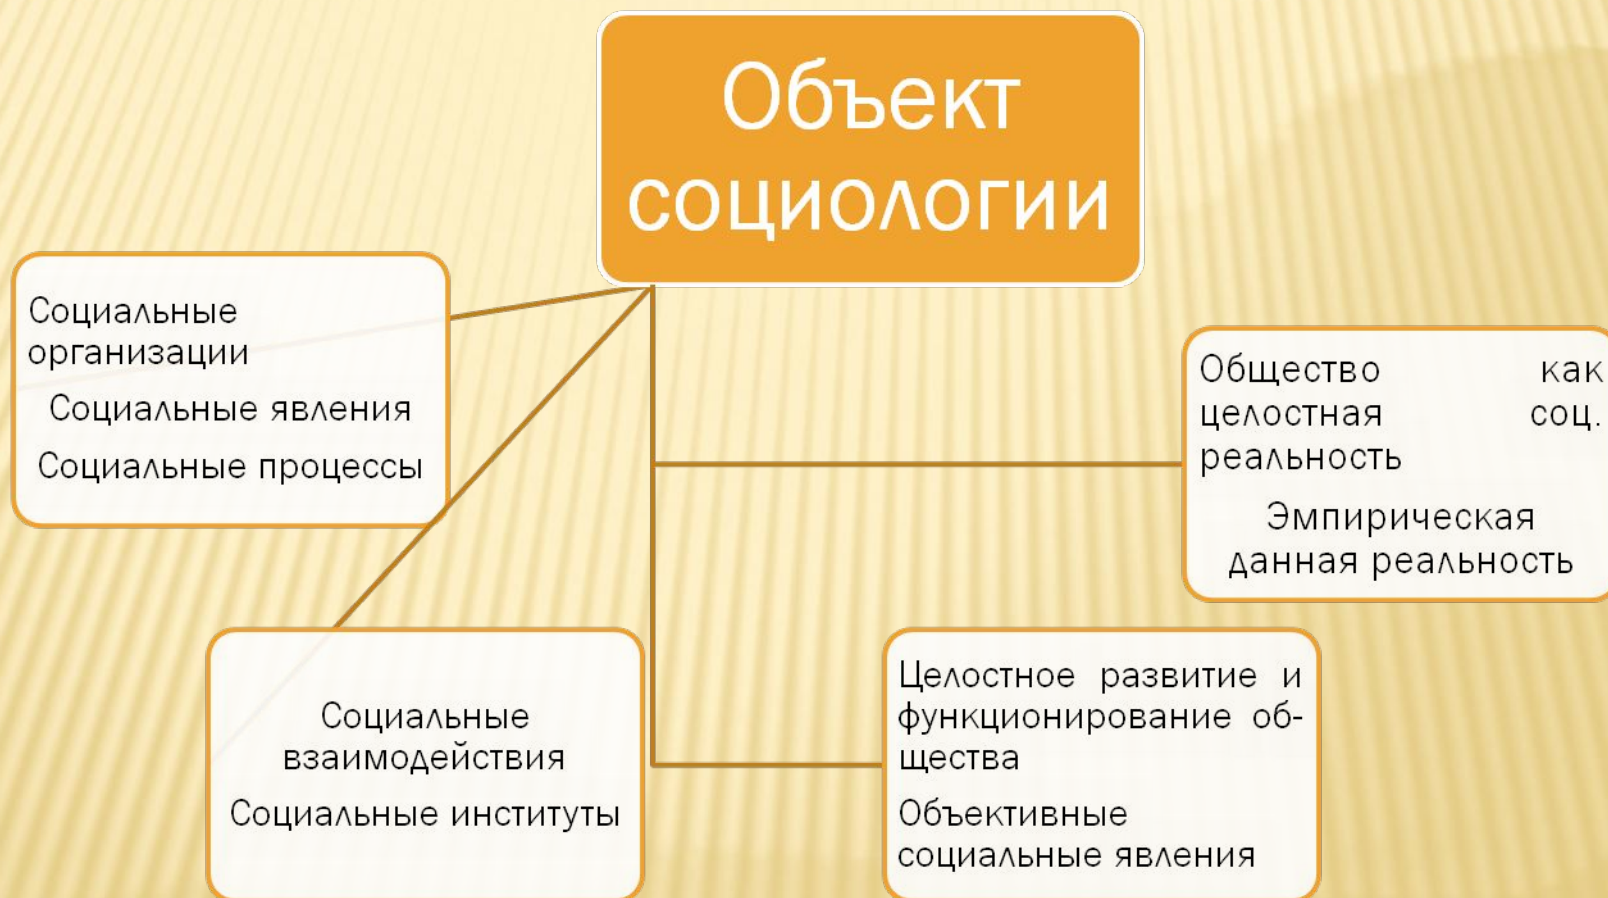 Объект
социологии
Социальные
организации
Социальные явления
Социальные процессы
Общество как
целостная соц.
реальность
Эмпирическая
данная реальность
Социальные
взаимодействия
Социальные институты
Целостное развитие и
функционирование об-
щества
Объективные
социальные явления